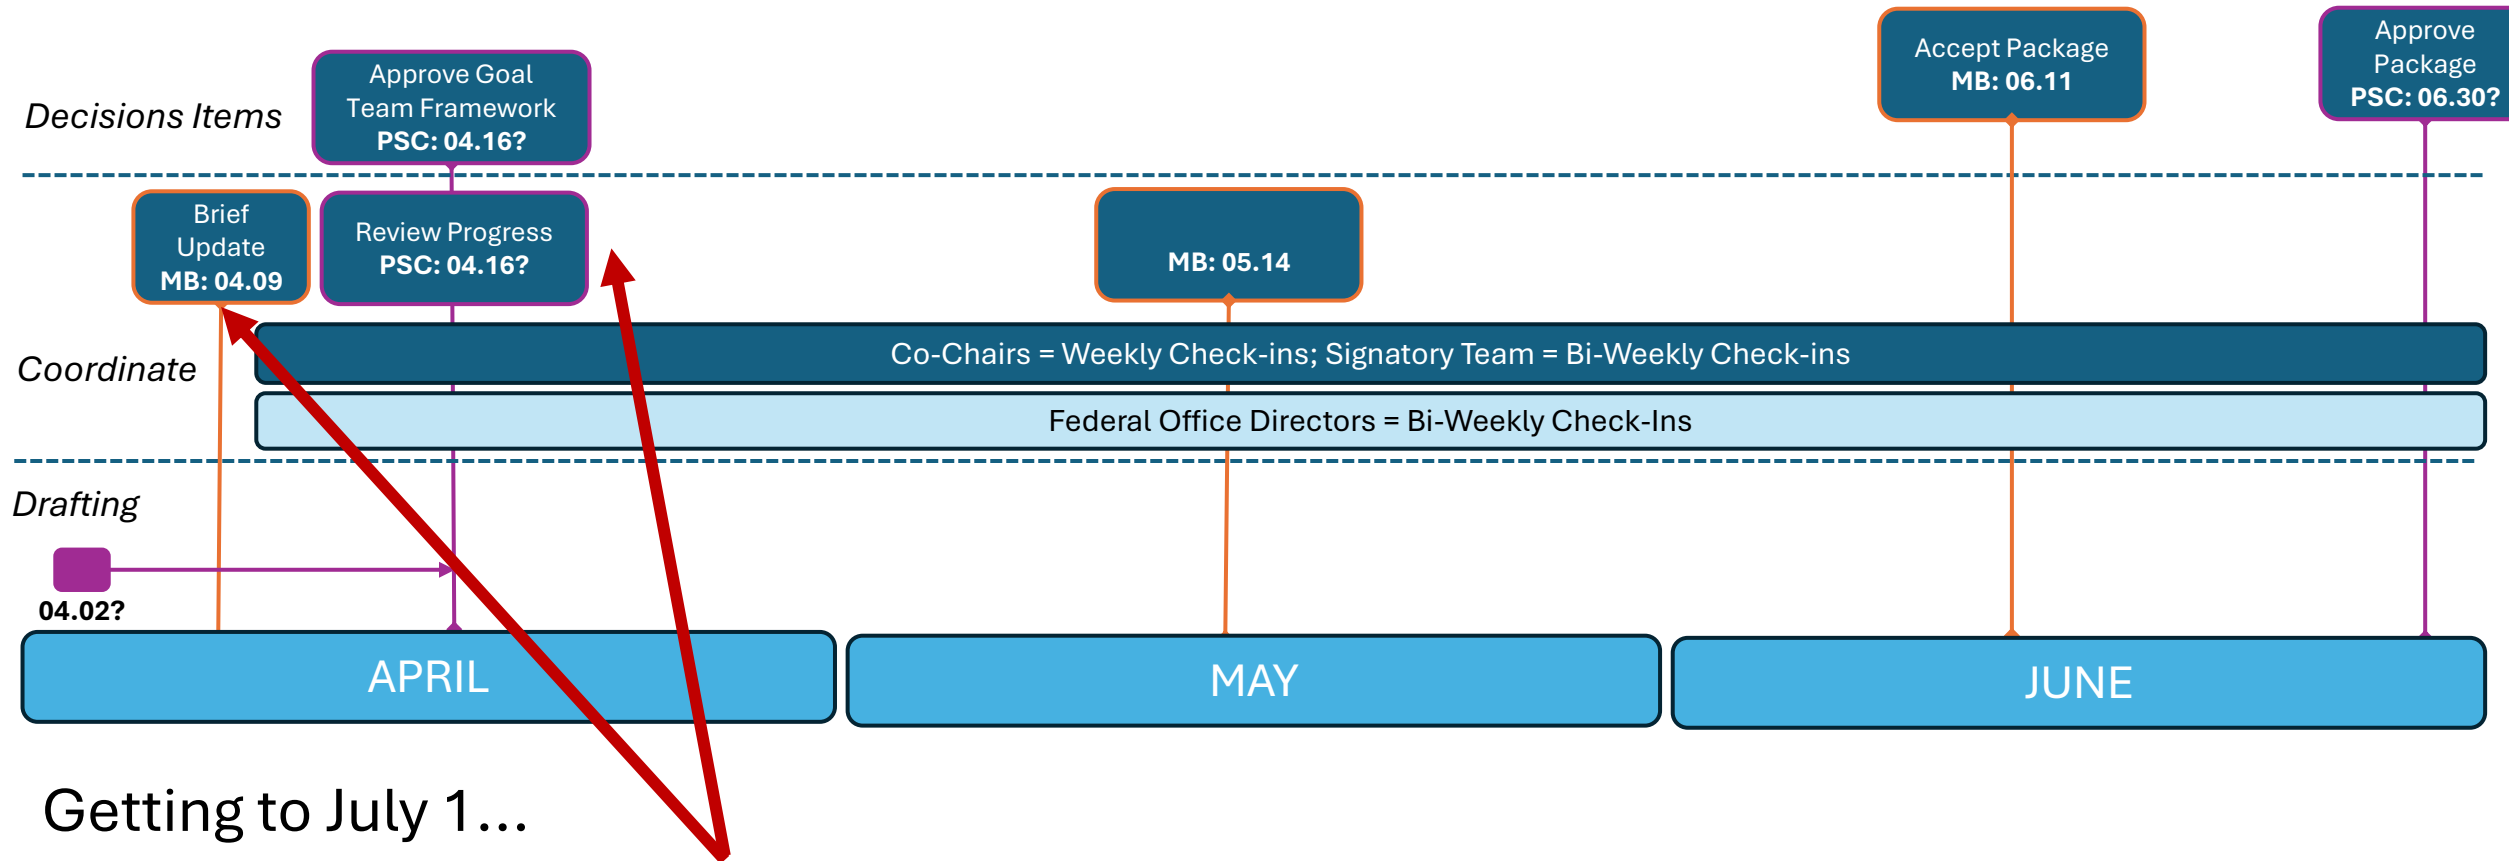 Decisions Items
Approve Goal
Team Framework
PSC: 04.16?
Accept Package
MB: 06.11
Approve
Package
PSC: 06.30?
Brief
Update
MB: 04.09
Review Progress
PSC: 04.16?
MB: 05.14
Coordinate
Co-Chairs = Weekly Check-ins; Signatory Team = Bi-Weekly Check-ins
Federal Office Directors = Bi-Weekly Check-Ins
Drafting
04.02?
APRIL
MAY
JUNE
Getting to July 1...